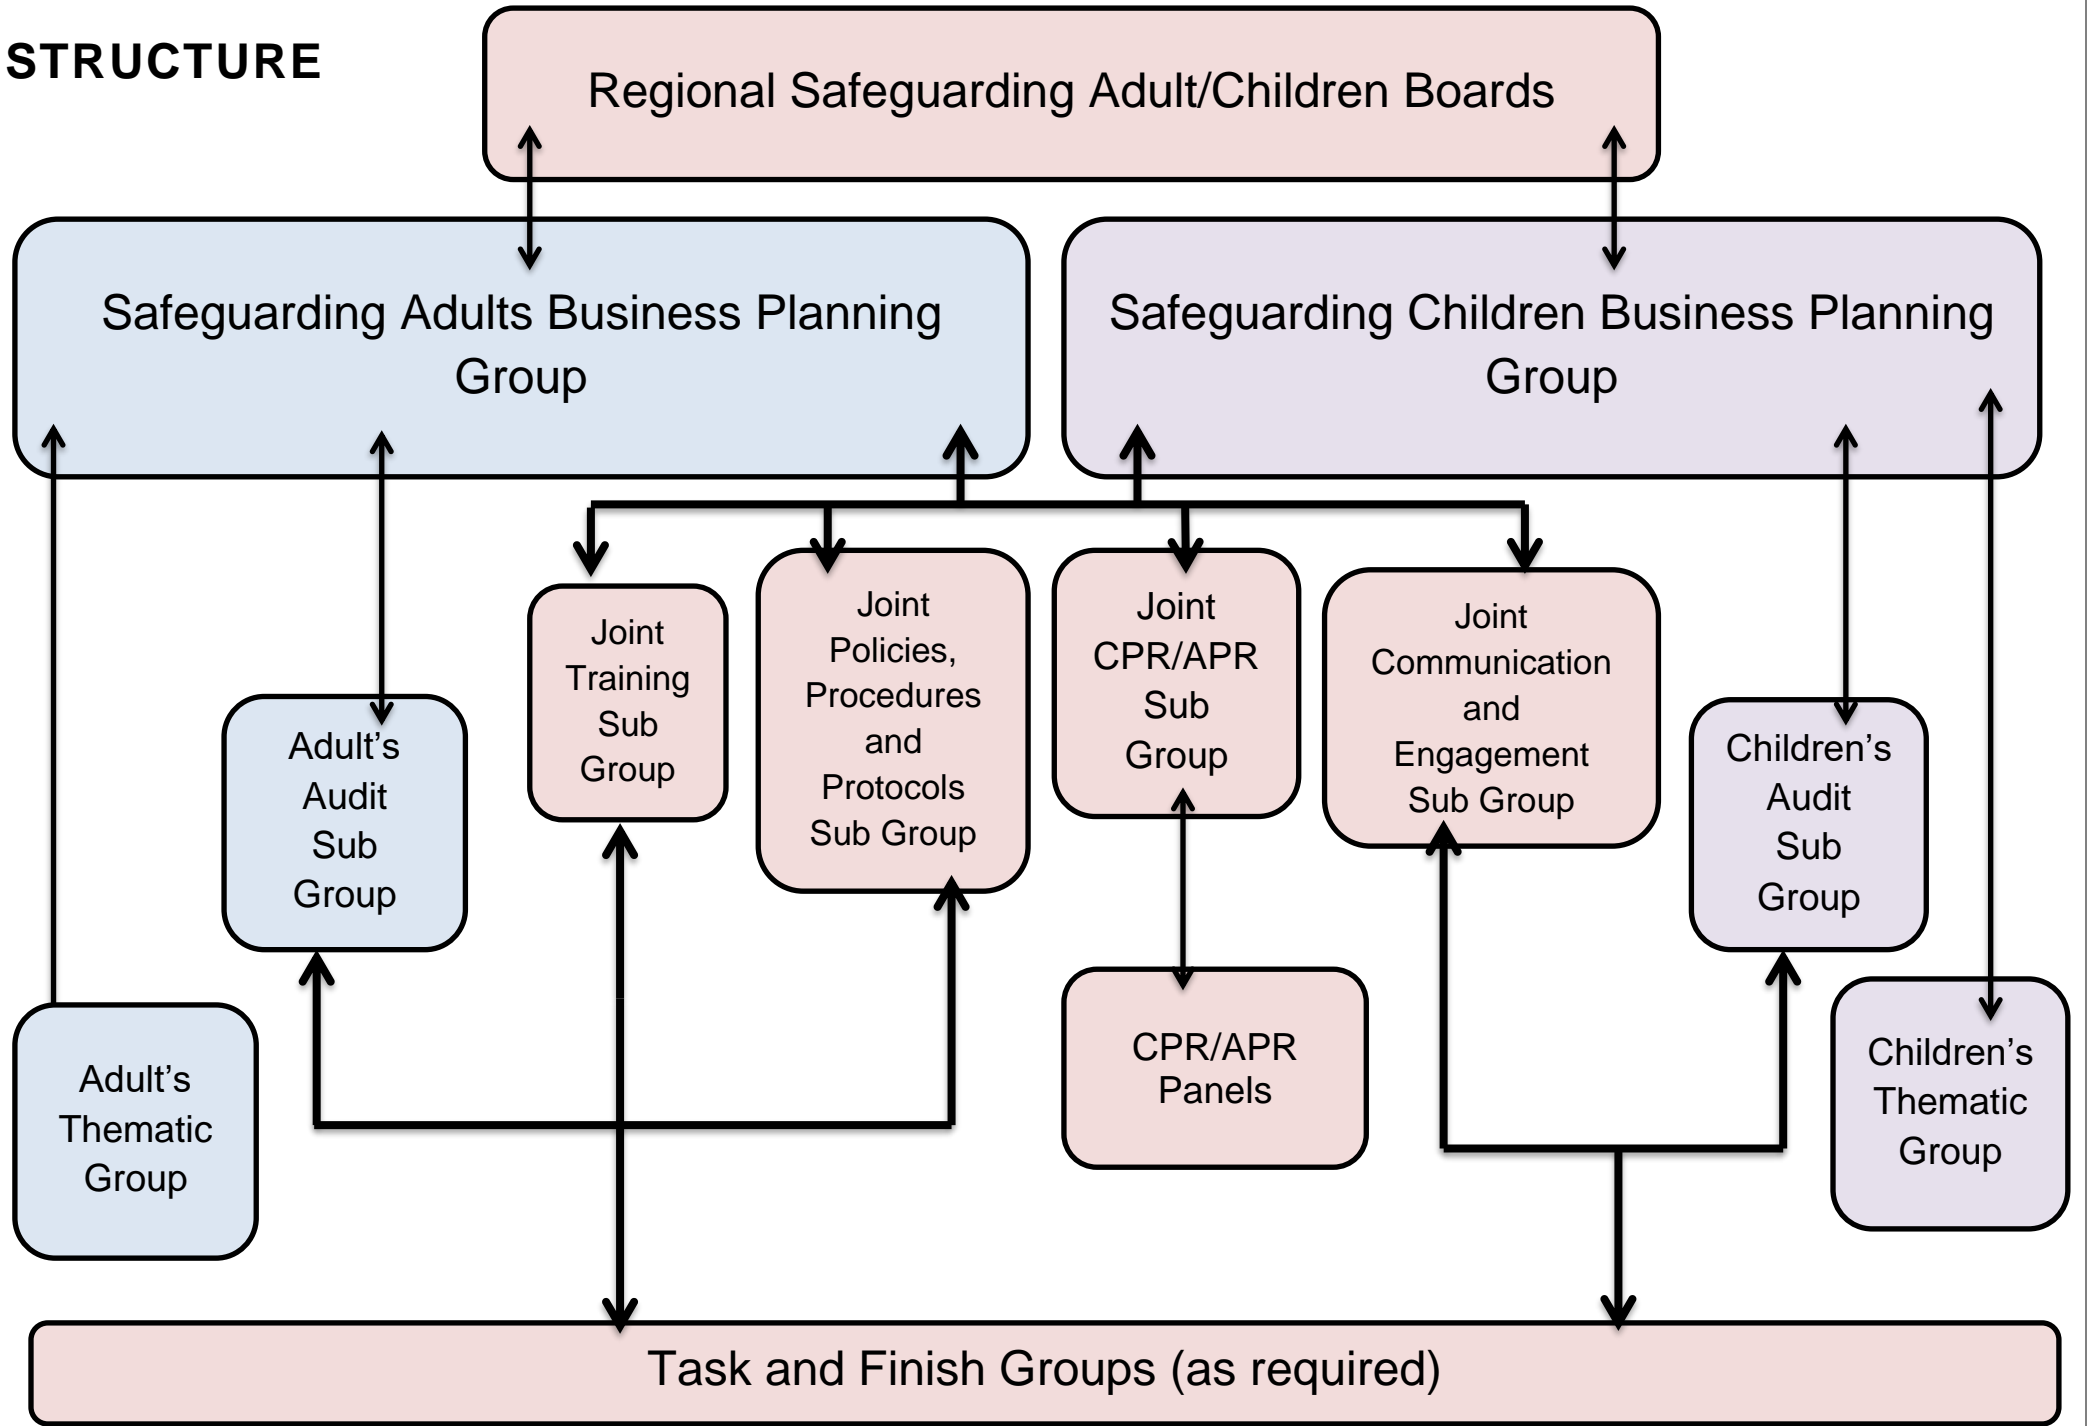 STRUCTURE
Regional Safeguarding Adult/Children Boards
Safeguarding Adults Business Planning
Group
Safeguarding Children Business Planning
Group
Joint
Training
Sub
Group
Joint
Policies,
Procedures
and
Protocols
Sub Group
Joint
CPR/APR
Sub
Group
Joint
Communication
and
Engagement
Sub Group
Adult’s
Audit
Sub
Group
Children’s
Audit
Sub
Group
Adult’s
Thematic
Group
CPR/APR
Panels
Children’s
Thematic
Group
Task and Finish Groups (as required)